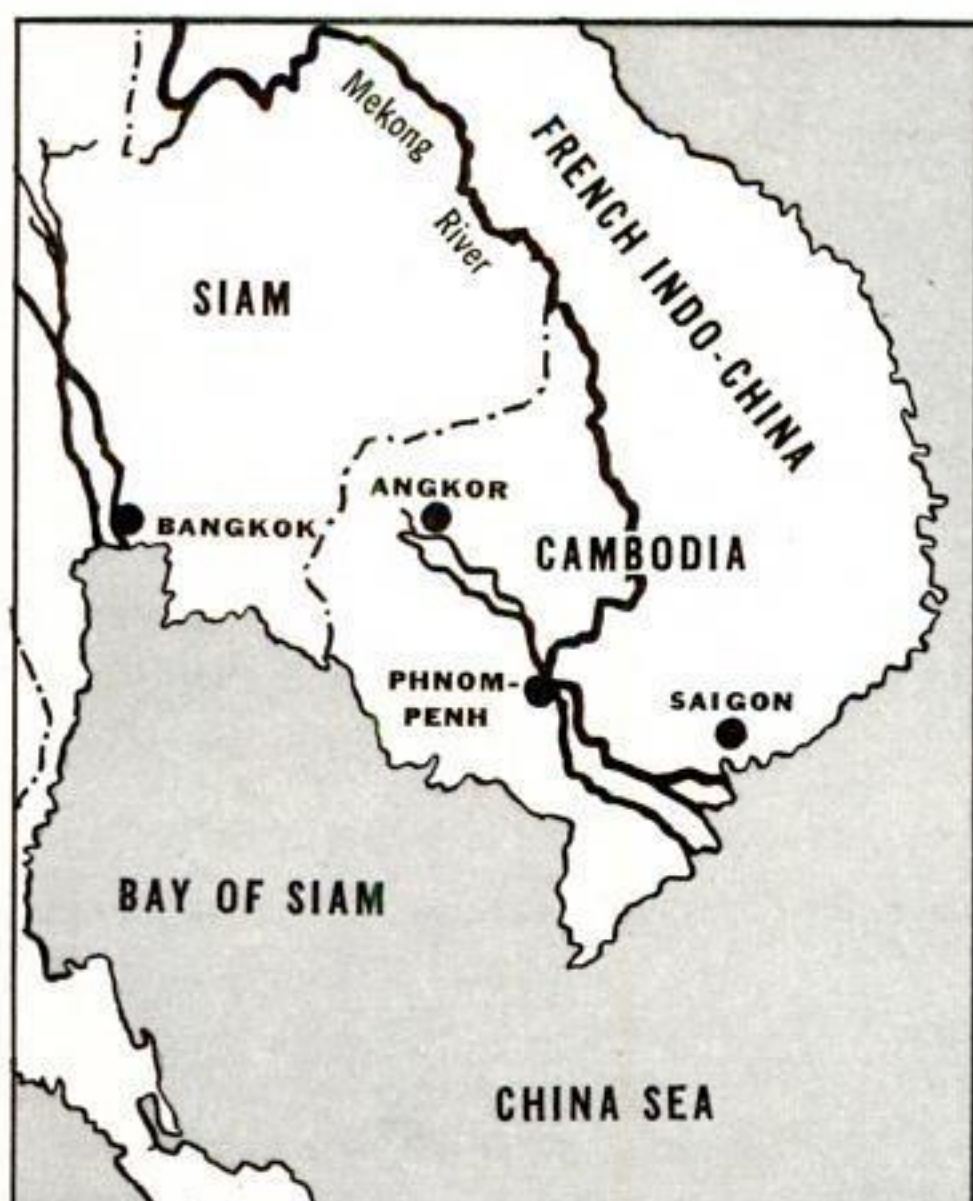 Mekong
River
FRENCH INDO-CHINA
SIAM
ANGKOR
BANGKOK
CAMBODIA
PHNOM-
PENH
SAIGON
BAY OF SIAM
CHINA SEA